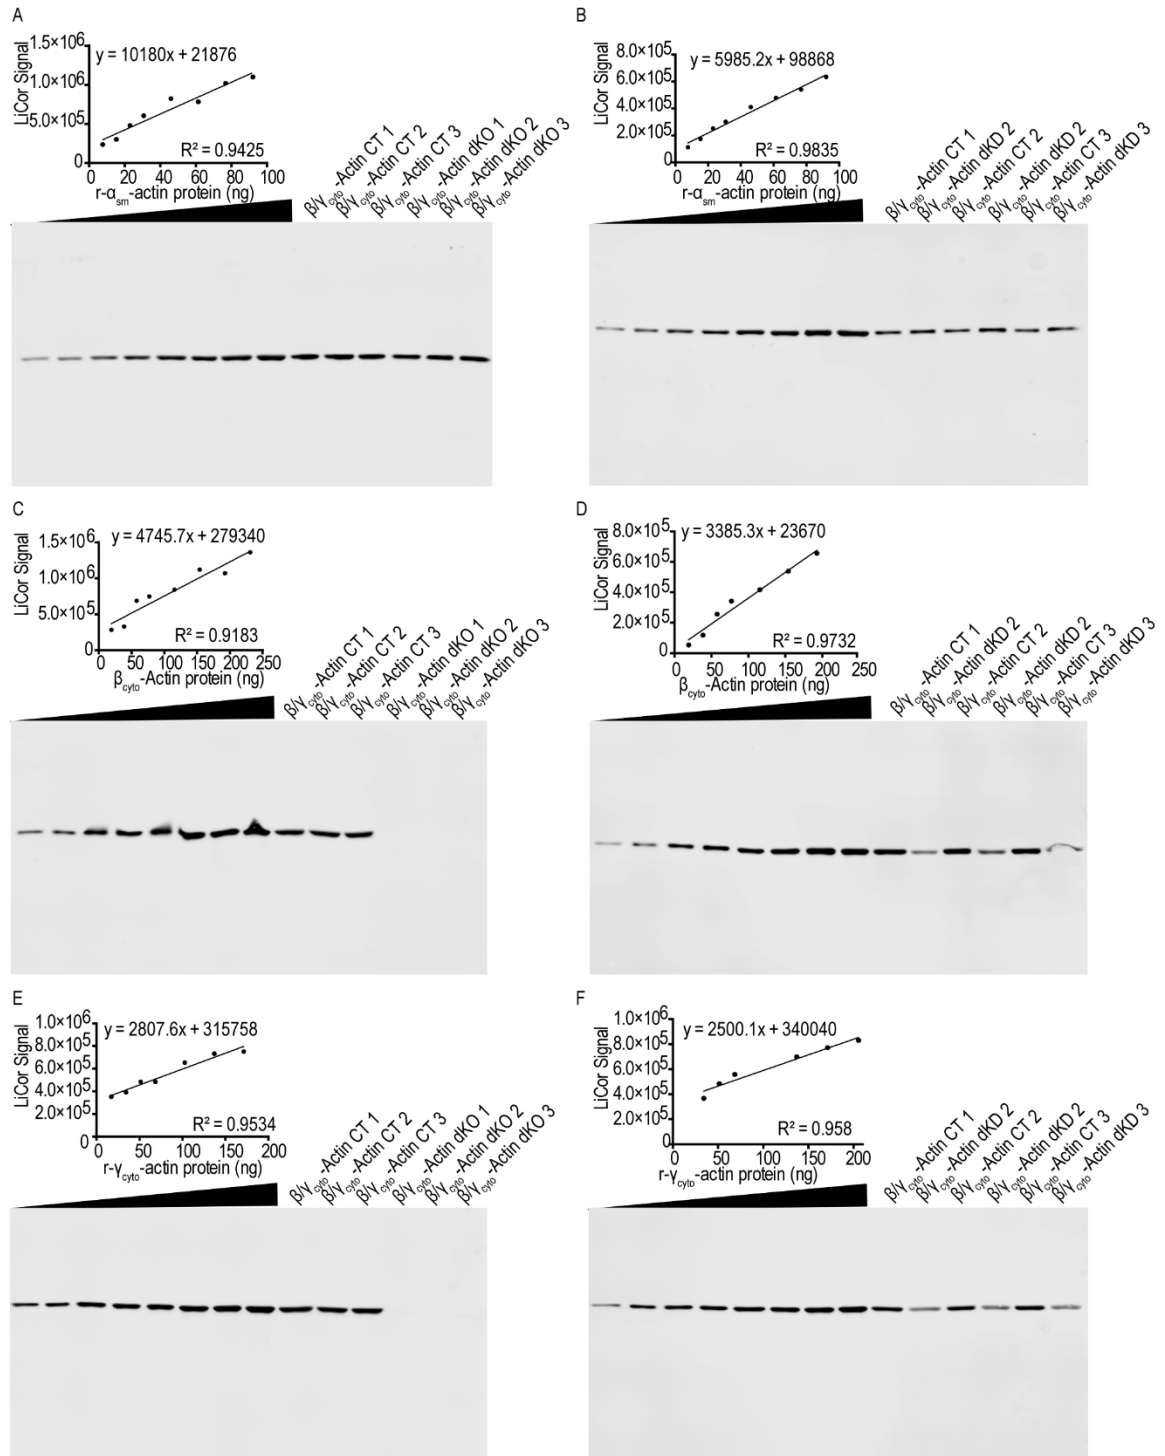 A
LiCor Signal
1.5×10⁶
1.0×10⁶
5.0×10⁵
0
y = 10180x + 21876
R² = 0.9425
0 20 40 60 80 100
r-αsm-actin protein (ng)
β/γcyto-Actin CT 1
β/γcyto-Actin CT 2
β/γcyto-Actin CT 3
β/γcyto-Actin dKO 1
β/γcyto-Actin dKO 2
β/γcyto-Actin dKO 3
B
LiCor Signal
8.0×10⁵
6.0×10⁵
4.0×10⁵
2.0×10⁵
0
y = 5985.2x + 98868
R² = 0.9835
0 20 40 60 80 100
r-αsm-actin protein (ng)
β/γcyto-Actin CT 1
β/γcyto-Actin dKD 2
β/γcyto-Actin CT 2
β/γcyto-Actin dKD 2
β/γcyto-Actin CT 3
β/γcyto-Actin dKD 3
C
LiCor Signal
1.5×10⁶
1.0×10⁶
5.0×10⁵
0
y = 4745.7x + 279340
R² = 0.9183
0 50 100 150 200 250
βcyto-Actin protein (ng)
β/γcyto-Actin CT 1
β/γcyto-Actin CT 2
β/γcyto-Actin CT 3
β/γcyto-Actin dKO 1
β/γcyto-Actin dKO 2
β/γcyto-Actin dKO 3
D
LiCor Signal
8.0×10⁵
6.0×10⁵
4.0×10⁵
2.0×10⁵
0
y = 3385.3x + 23670
R² = 0.9732
0 50 100 150 200 250
βcyto-Actin protein (ng)
β/γcyto-Actin CT 1
β/γcyto-Actin dKD 2
β/γcyto-Actin CT 2
β/γcyto-Actin dKD 2
β/γcyto-Actin CT 3
β/γcyto-Actin dKD 3
E
LiCor Signal
1.0×10⁶
8.0×10⁵
6.0×10⁵
4.0×10⁵
2.0×10⁵
0
y = 2807.6x + 315758
R² = 0.9534
0 50 100 150 200
r-γcyto-actin protein (ng)
β/γcyto-Actin CT 1
β/γcyto-Actin CT 2
β/γcyto-Actin CT 3
β/γcyto-Actin dKO 1
β/γcyto-Actin dKO 2
β/γcyto-Actin dKO 3
F
LiCor Signal
1.0×10⁶
8.0×10⁵
6.0×10⁵
4.0×10⁵
2.0×10⁵
0
y = 2500.1x + 340040
R² = 0.958
0 50 100 150 200
r-γcyto-actin protein (ng)
β/γcyto-Actin CT 1
β/γcyto-Actin dKD 2
β/γcyto-Actin CT 2
β/γcyto-Actin dKD 2
β/γcyto-Actin CT 3
β/γcyto-Actin dKD 3